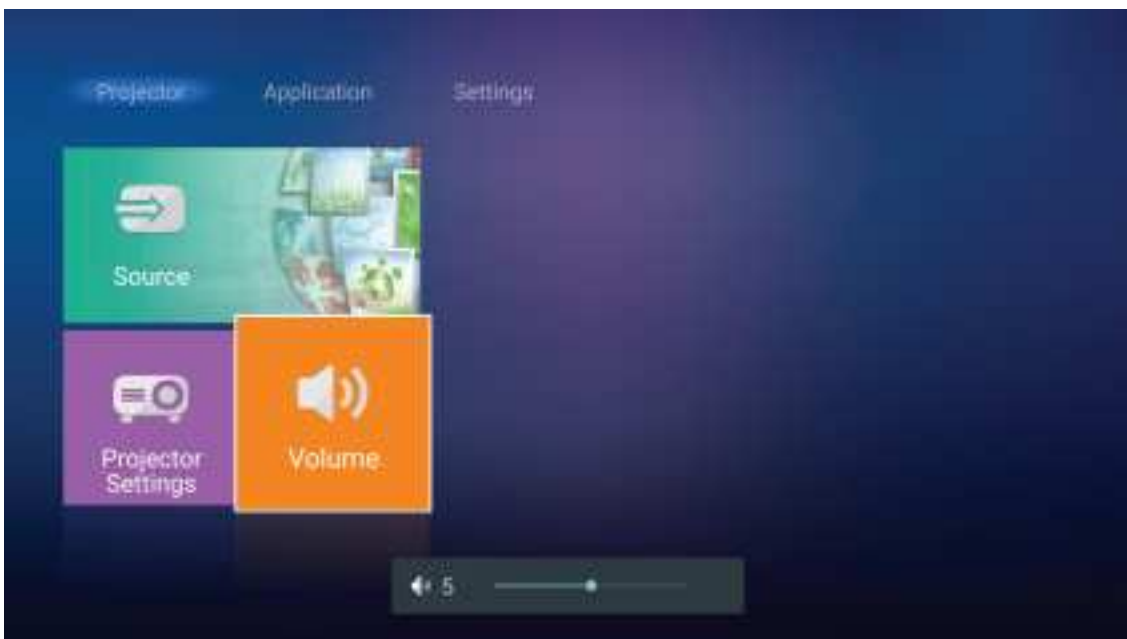 Projector Application Settings
Source
Projector
Settings
Volume
5